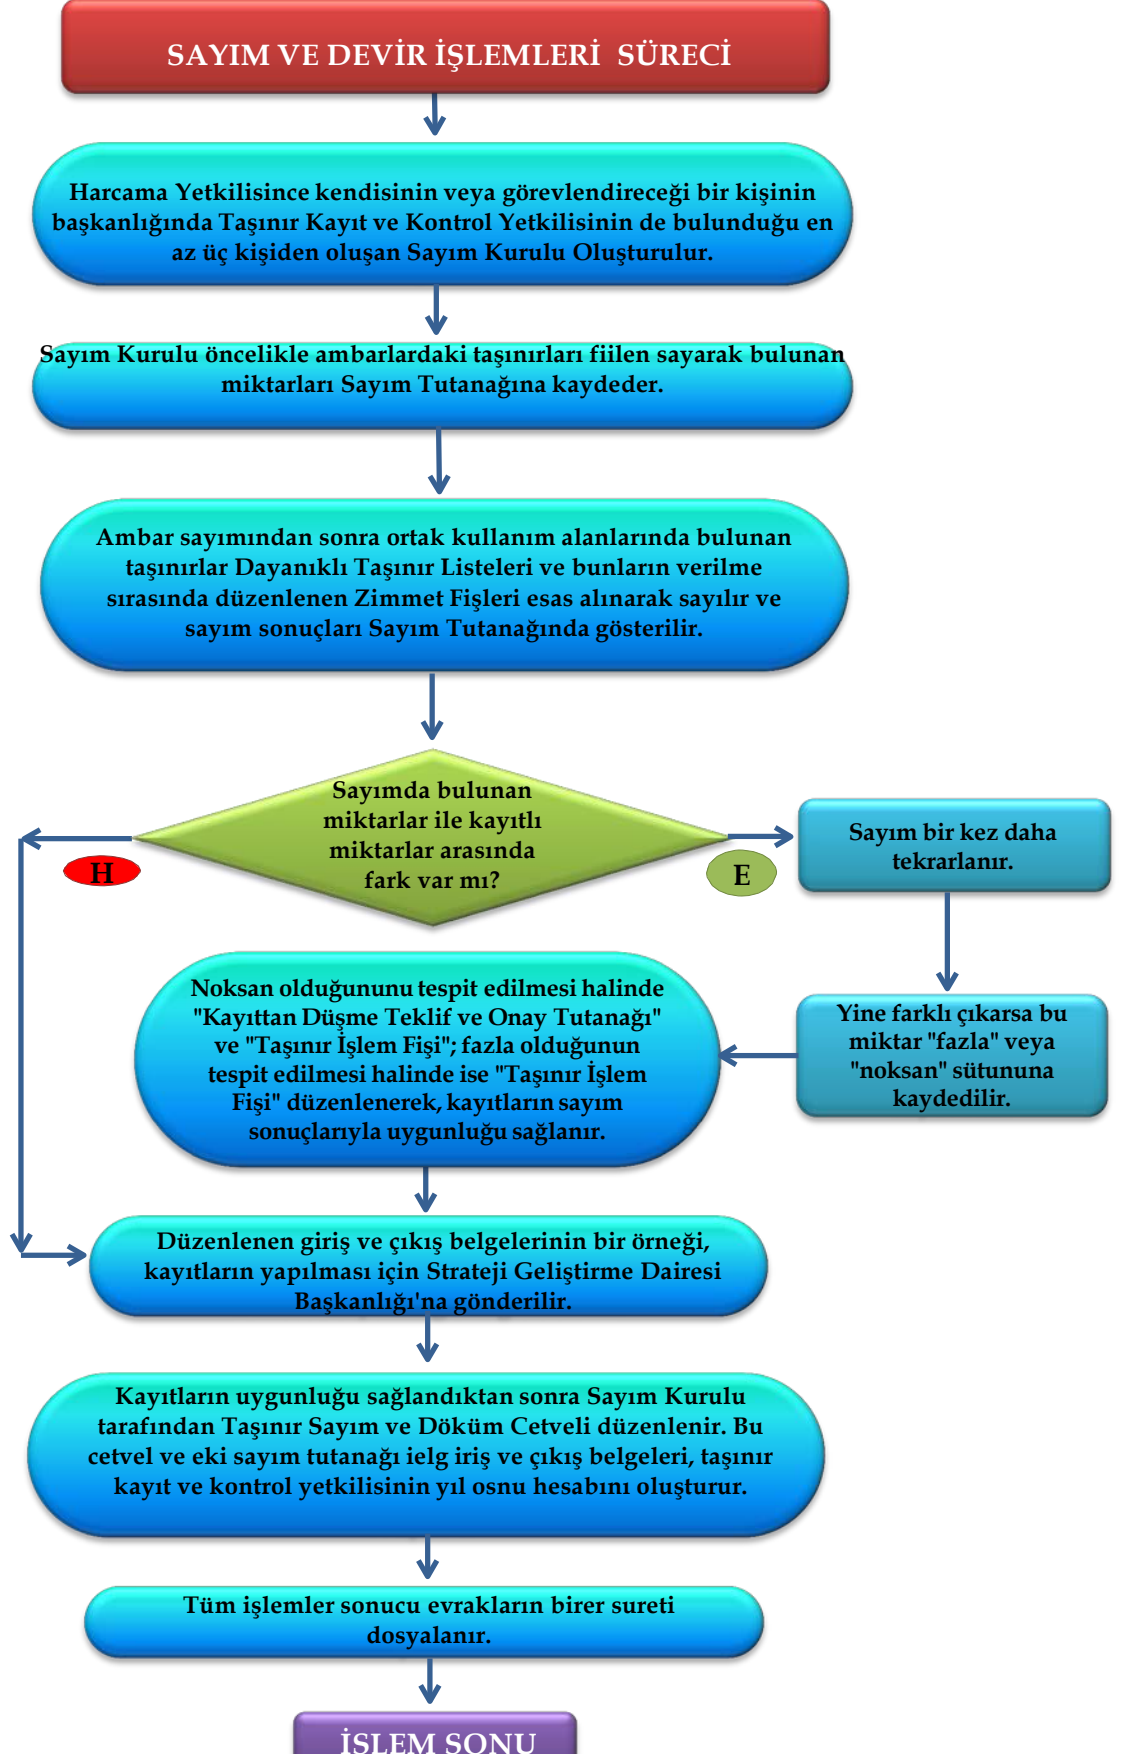 SAYIM VE DEVİR İŞLEMLERİ SÜRECİ
Harcama Yetkilisince kendisinin veya görevlendireceği bir kişinin
başkanlığında Taşınır Kayıt ve Kontrol Yetkilisinin de bulunduğu en
az üç kişiden oluşan Sayım Kurulu Oluşturulur.
Sayım Kurulu öncelikle ambarlardaki taşınırları fiilen sayarak bulunan
miktarları Sayım Tutanağına kaydeder.
Ambar sayımından sonra ortak kullanım alanlarında bulunan
taşınırlar Dayanıklı Taşınır Listeleri ve bunların verilme
sırasında düzenlenen Zimmet Fişleri esas alınarak sayılır ve
sayım sonuçları Sayım Tutanağında gösterilir.
Sayımda bulunan
miktarlar ile kayıtlı
miktarlar arasında
fark var mı?
H
E
Sayım bir kez daha
tekrarlanır.
Yine farklı çıkarsa bu
miktar "fazla" veya
"noksan" sütununa
kaydedilir.
Noksan olduğununu tespit edilmesi halinde
"Kayıttan Düşme Teklif ve Onay Tutanağı"
ve "Taşınır İşlem Fişi"; fazla olduğunun
tespit edilmesi halinde ise "Taşınır İşlem
Fişi" düzenlenerek, kayıtların sayım
sonuçlarıyla uygunluğu sağlanır.
Düzenlenen giriş ve çıkış belgelerinin bir örneği,
kayıtların yapılması için Strateji Geliştirme Dairesi
Başkanlığı'na gönderilir.
Kayıtların uygunluğu sağlandıktan sonra Sayım Kurulu
tarafından Taşınır Sayım ve Döküm Cetveli düzenlenir. Bu
cetvel ve eki sayım tutanağı ielg iriş ve çıkış belgeleri, taşınır
kayıt ve kontrol yetkilisinin yıl osnu hesabını oluşturur.
Tüm işlemler sonucu evrakların birer sureti
dosyalanır.
İŞLEM SONU